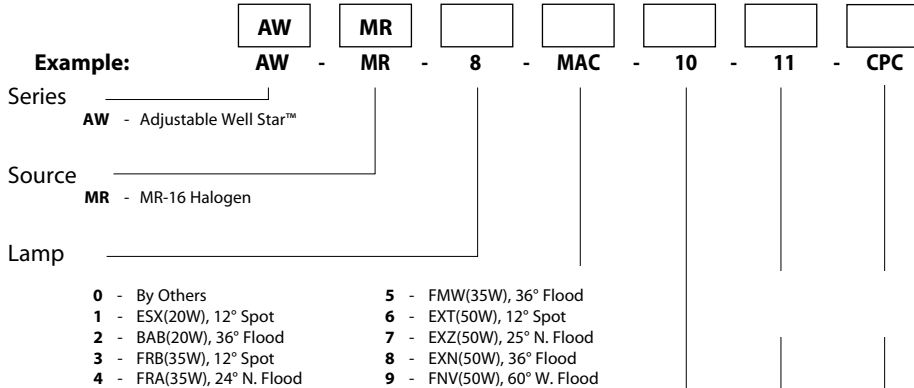 AW MR
Example: AW - MR - 8 - MAC - 10 - 11 - CPC
Series
AW - Adjustable Well Star™
Source
MR - MR-16 Halogen
Lamp
0 - By Others
1 - ESX(20W), 12° Spot
2 - BAB(20W), 36° Flood
3 - FRB(35W), 12° Spot
4 - FRA(35W), 24° N. Flood
5 - FMW(35W), 36° Flood
6 - EXT(50W), 12° Spot
7 - EXZ(50W), 25° N. Flood
8 - EXN(50W), 36° Flood
9 - FNV(50W), 60° W. Flood